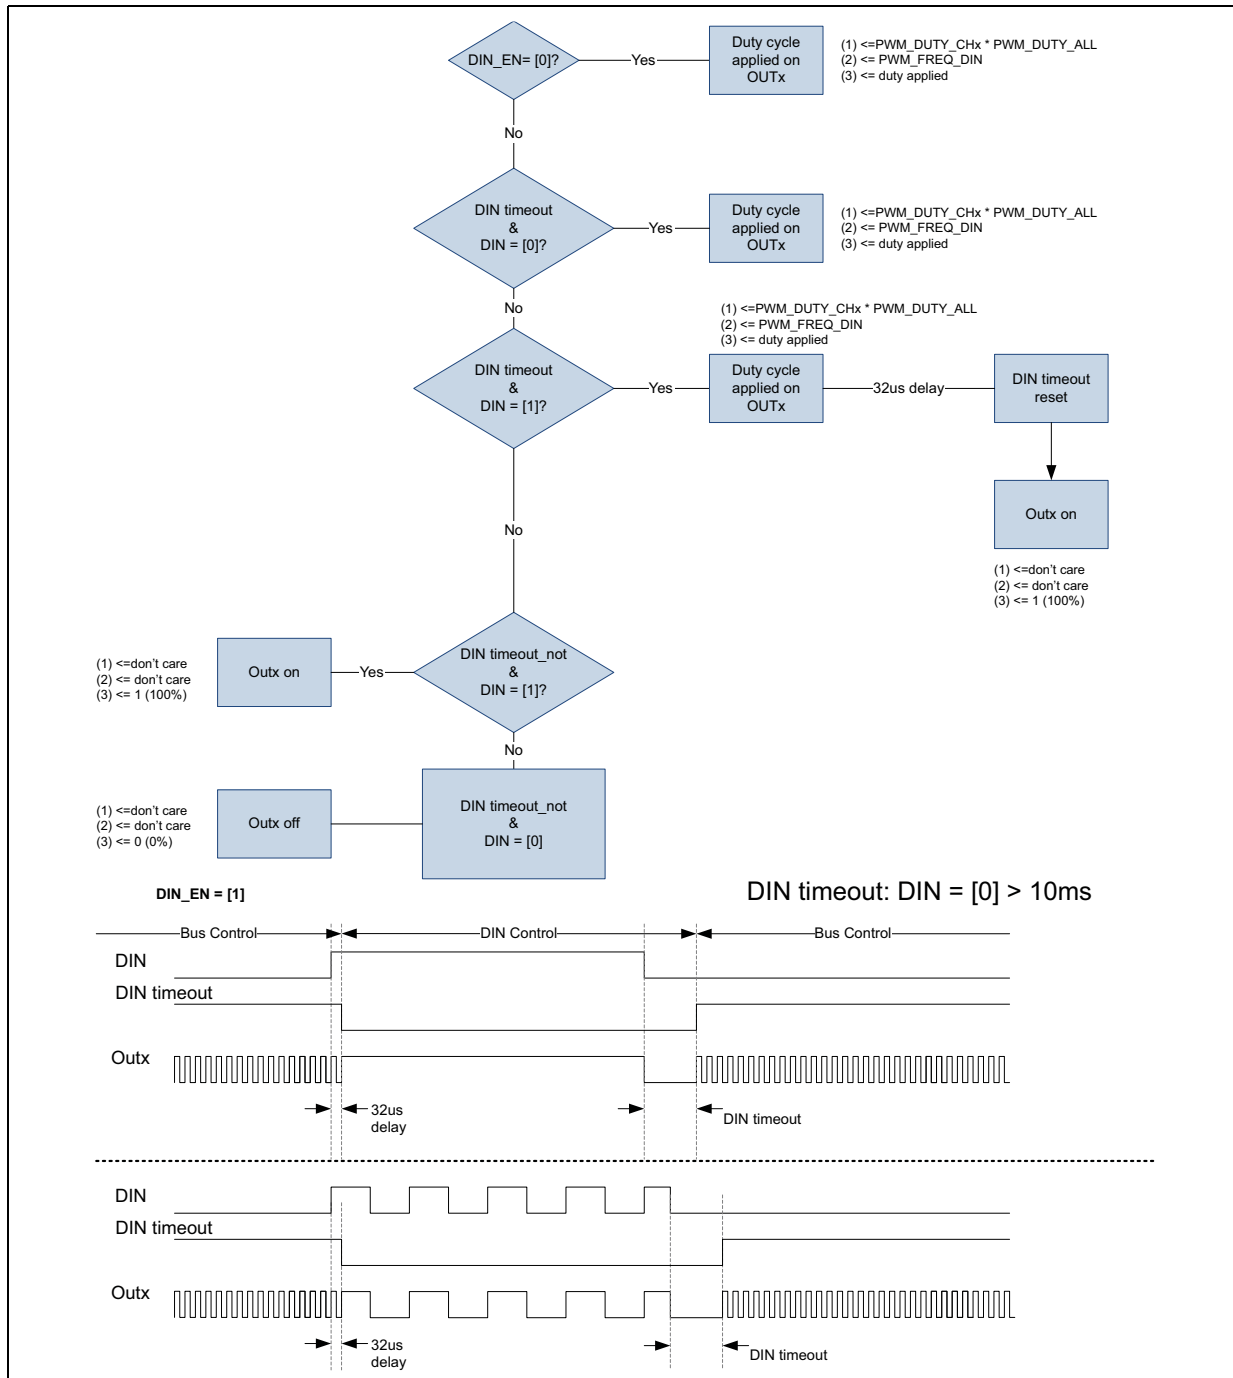 DIN_EN= [0]?
Yes
Duty cycle
applied on
OUTx
(1) <=PWM_DUTY_CHx * PWM_DUTY_ALL
(2) <= PWM_FREQ_DIN
(3) <= duty applied
No
DIN timeout
&
DIN = [0]?
Yes
Duty cycle
applied on
OUTx
(1) <=PWM_DUTY_CHx * PWM_DUTY_ALL
(2) <= PWM_FREQ_DIN
(3) <= duty applied
No
(1) <=PWM_DUTY_CHx * PWM_DUTY_ALL
(2) <= PWM_FREQ_DIN
(3) <= duty applied
DIN timeout
&
DIN = [1]?
Yes
Duty cycle
applied on
OUTx
32us delay
DIN timeout
reset
No
Outx on
(1) <=don't care
(2) <= don't care
(3) <= 1 (100%)
(1) <=don't care
(2) <= don't care
(3) <= 1 (100%)
Outx on
Yes
DIN timeout_not
&
DIN = [1]?
No
(1) <=don't care
(2) <= don't care
(3) <= 0 (0%)
Outx off
DIN timeout_not
&
DIN = [0]
DIN_EN = [1]
DIN timeout: DIN = [0] > 10ms
Bus Control
DIN Control
Bus Control
DIN
DIN timeout
Outx
32us
delay
DIN timeout
DIN
DIN timeout
Outx
32us
delay
DIN timeout